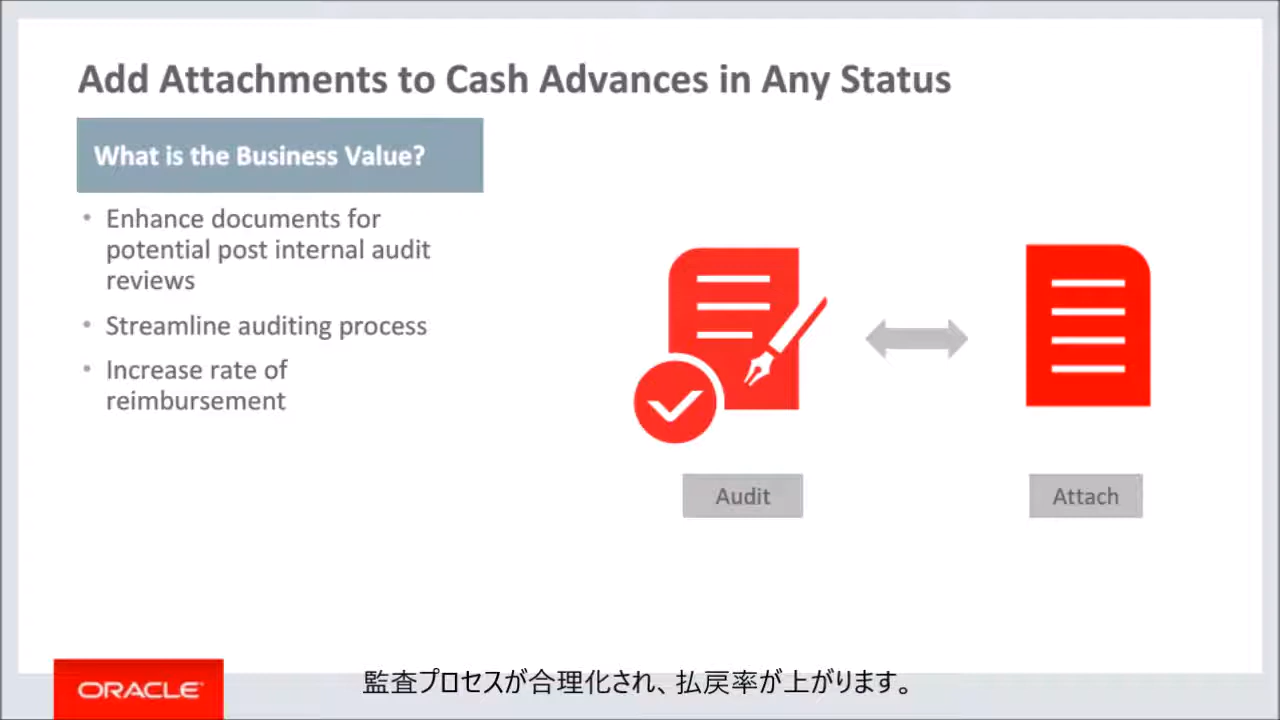 Add Attachments to Cash Advances in Any Status
What is the Business Value?
• Enhance documents for
potential post internal audit
reviews
• Streamline auditing process
• Increase rate of
reimbursement
Audit
Attach
ORACLE
監査プロセスが合理化され、払戻率が上がります。